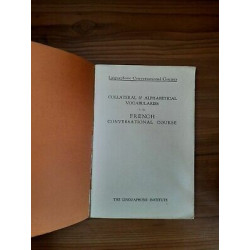 Linguaphone Conversational Courses
COLLATERAL & ALPHABETICAL
VOCABULARIES
FRENCH
CONVERSATIONAL COURSE
THE LINGUAPHONE INSTITUTE